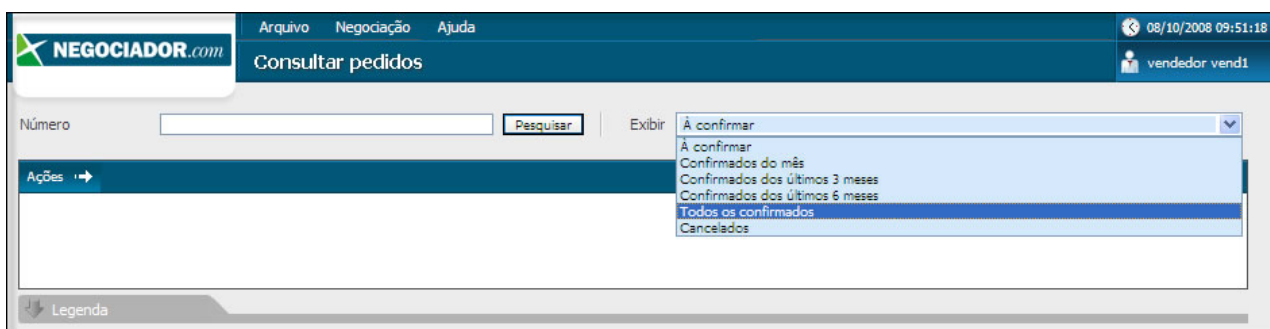 Arquivo Negociação Ajuda 08/10/2008 09:51:18
NEGOCIADOR.com
Consultar pedidos vendedor vend1
Número Pesquisar Exibir À confirmar
À confirmar
Confirmados do mês
Ações Confirmados dos últimos 3 meses
Confirmados dos últimos 6 meses
Todos os confirmados
Cancelados
Legenda